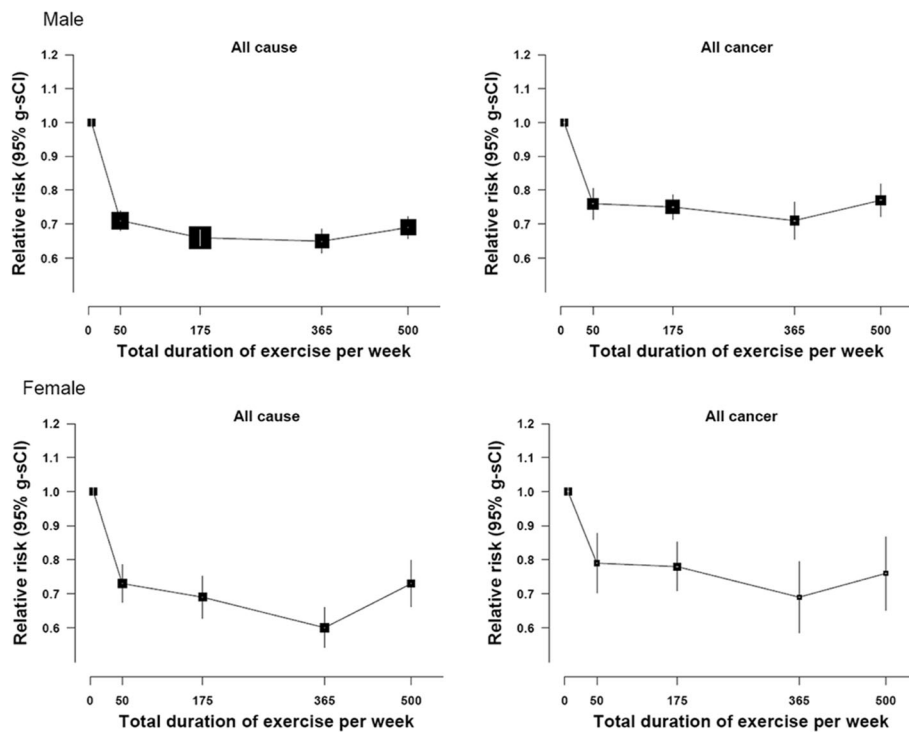 Male
All cause
Relative risk (95% g-sCI)
1.2
1.1
1.0
0.9
0.8
0.7
0.6
0 50 175 365 500
Total duration of exercise per week
All cancer
Relative risk (95% g-sCI)
1.2
1.1
1.0
0.9
0.8
0.7
0.6
0 50 175 365 500
Total duration of exercise per week
Female
All cause
Relative risk (95% g-sCI)
1.2
1.1
1.0
0.9
0.8
0.7
0.6
0 50 175 365 500
Total duration of exercise per week
All cancer
Relative risk (95% g-sCI)
1.2
1.1
1.0
0.9
0.8
0.7
0.6
0 50 175 365 500
Total duration of exercise per week